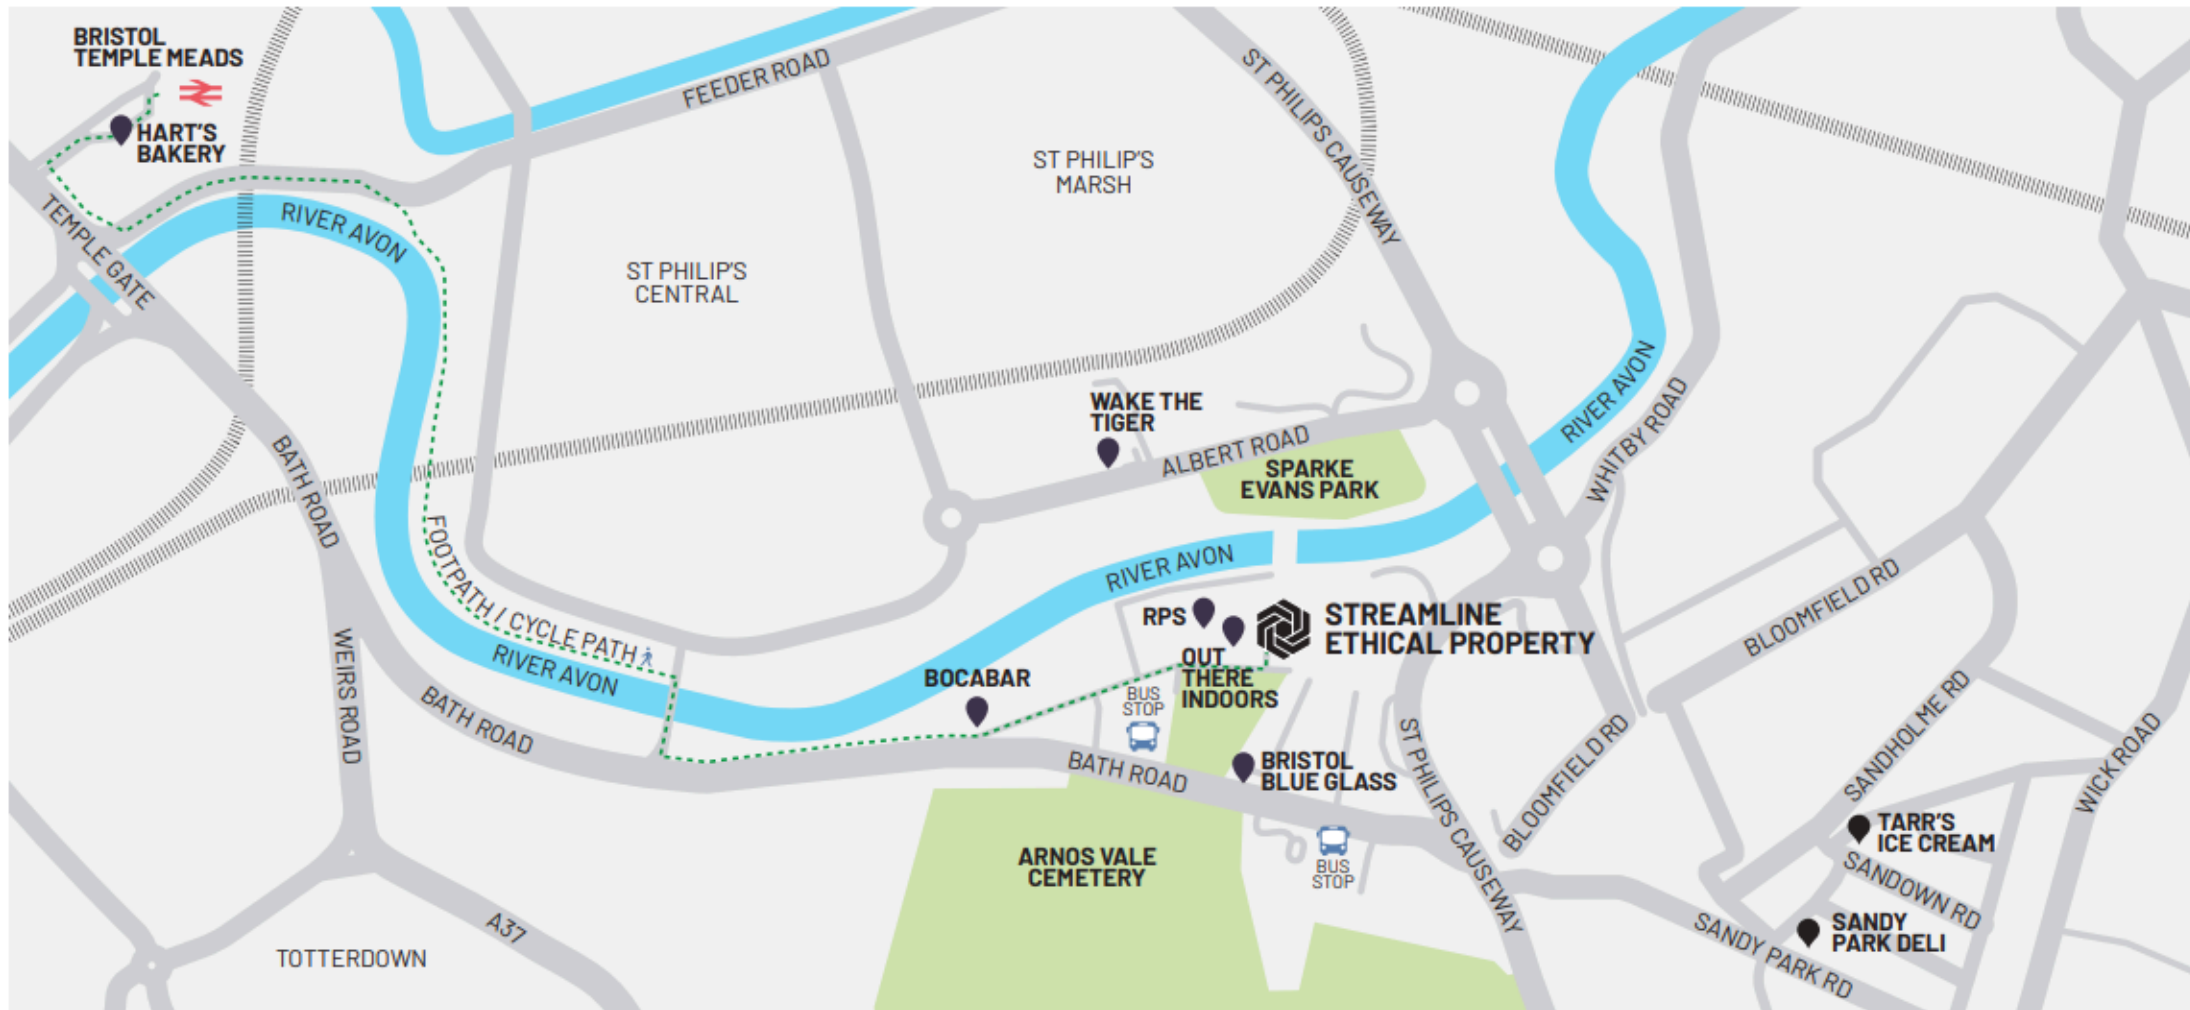 BRISTOL
TEMPLE MEADS
HART'S
BAKERY
FEEDER ROAD
ST PHILIPS CAUSEWAY
ST PHILIP'S
MARSH
TEMPLE GATE
RIVER AVON
ST PHILIP'S
CENTRAL
WAKE THE
TIGER
ALBERT ROAD
SPARKE
EVANS PARK
RIVER AVON
WHITBY ROAD
BATH ROAD
FOOTPATH / CYCLE PATH
RIVER AVON
RIVER AVON
RPS
STREAMLINE
ETHICAL PROPERTY
OUT
THERE
INDOORS
BLOOMFIELD RD
WEIRS ROAD
BATH ROAD
BOCABAR
BUS
STOP
BATH ROAD
BRISTOL
BLUE GLASS
ST PHILIPS CAUSEWAY
BLOOMFIELD RD
SANDHOLME RD
WICK ROAD
TARR'S
ICE CREAM
BUS
STOP
ARNOS VALE
CEMETERY
SANDOWN RD
SANDY
PARK DELI
SANDY PARK RD
A37
TOTTERDOWN